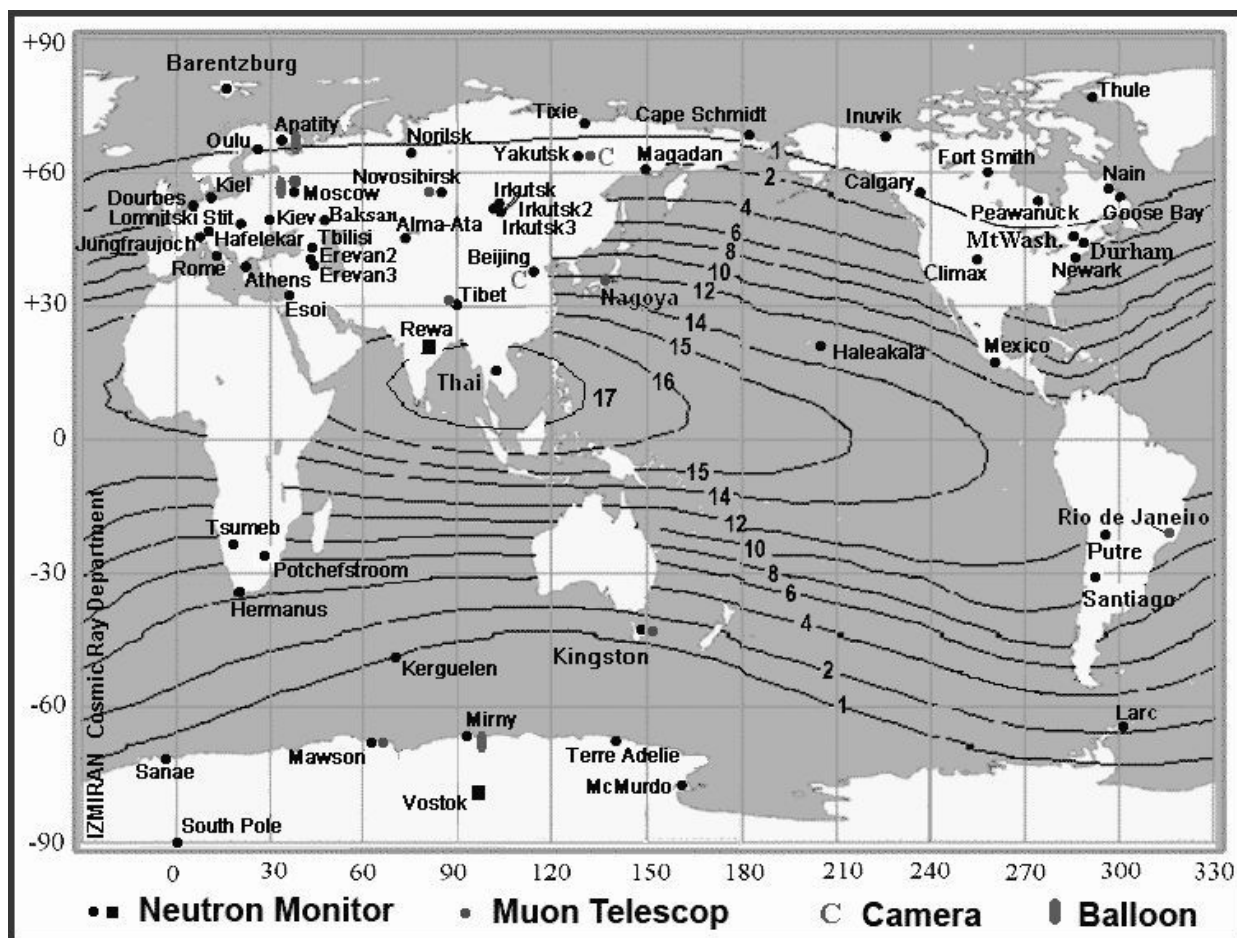 +90
Barentzburg
Thule
Tixie
Cape Schmidt
Inuvik
Apatity
Oulu
Norilsk
Yakutsk
C
Magadan
1
Fort Smith
+60
2
Nain
Kiel
Novosibirsk
Irkutsk
Calgary
Dourbes
Moscow
Irkutsk2
4
Peawanuck
Goose Bay
Lomnitski Stit
Kiev
Baksan
Alma-Ata
Irkutsk3
6
MtWash.
Jungfraujoch
Hafelekar
Tbilisi
Beijing
8
Durham
Rome
Erevan2
10
Climax
Newark
Athens
Erevan3
C
12
+30
Esoi
Tibet
Nagoya
Rewa
14
Haleakala
Mexico
15
Thai
16
17
0
15
14
Tsumeb
12
Rio de Janeiro
10
Putre
-30
Potchefstroom
8
Hermanus
6
Santiago
4
Kingston
Kerguelen
2
-60
1
Larc
Mirny
Sanae
Mawson
Terre Adelie
McMurdo
Vostok
South Pole
-90
IZMIRAN Cosmic Ray Department
0 30 60 90 120 150 180 210 240 270 300 330
Neutron Monitor Muon Telescop C Camera Balloon